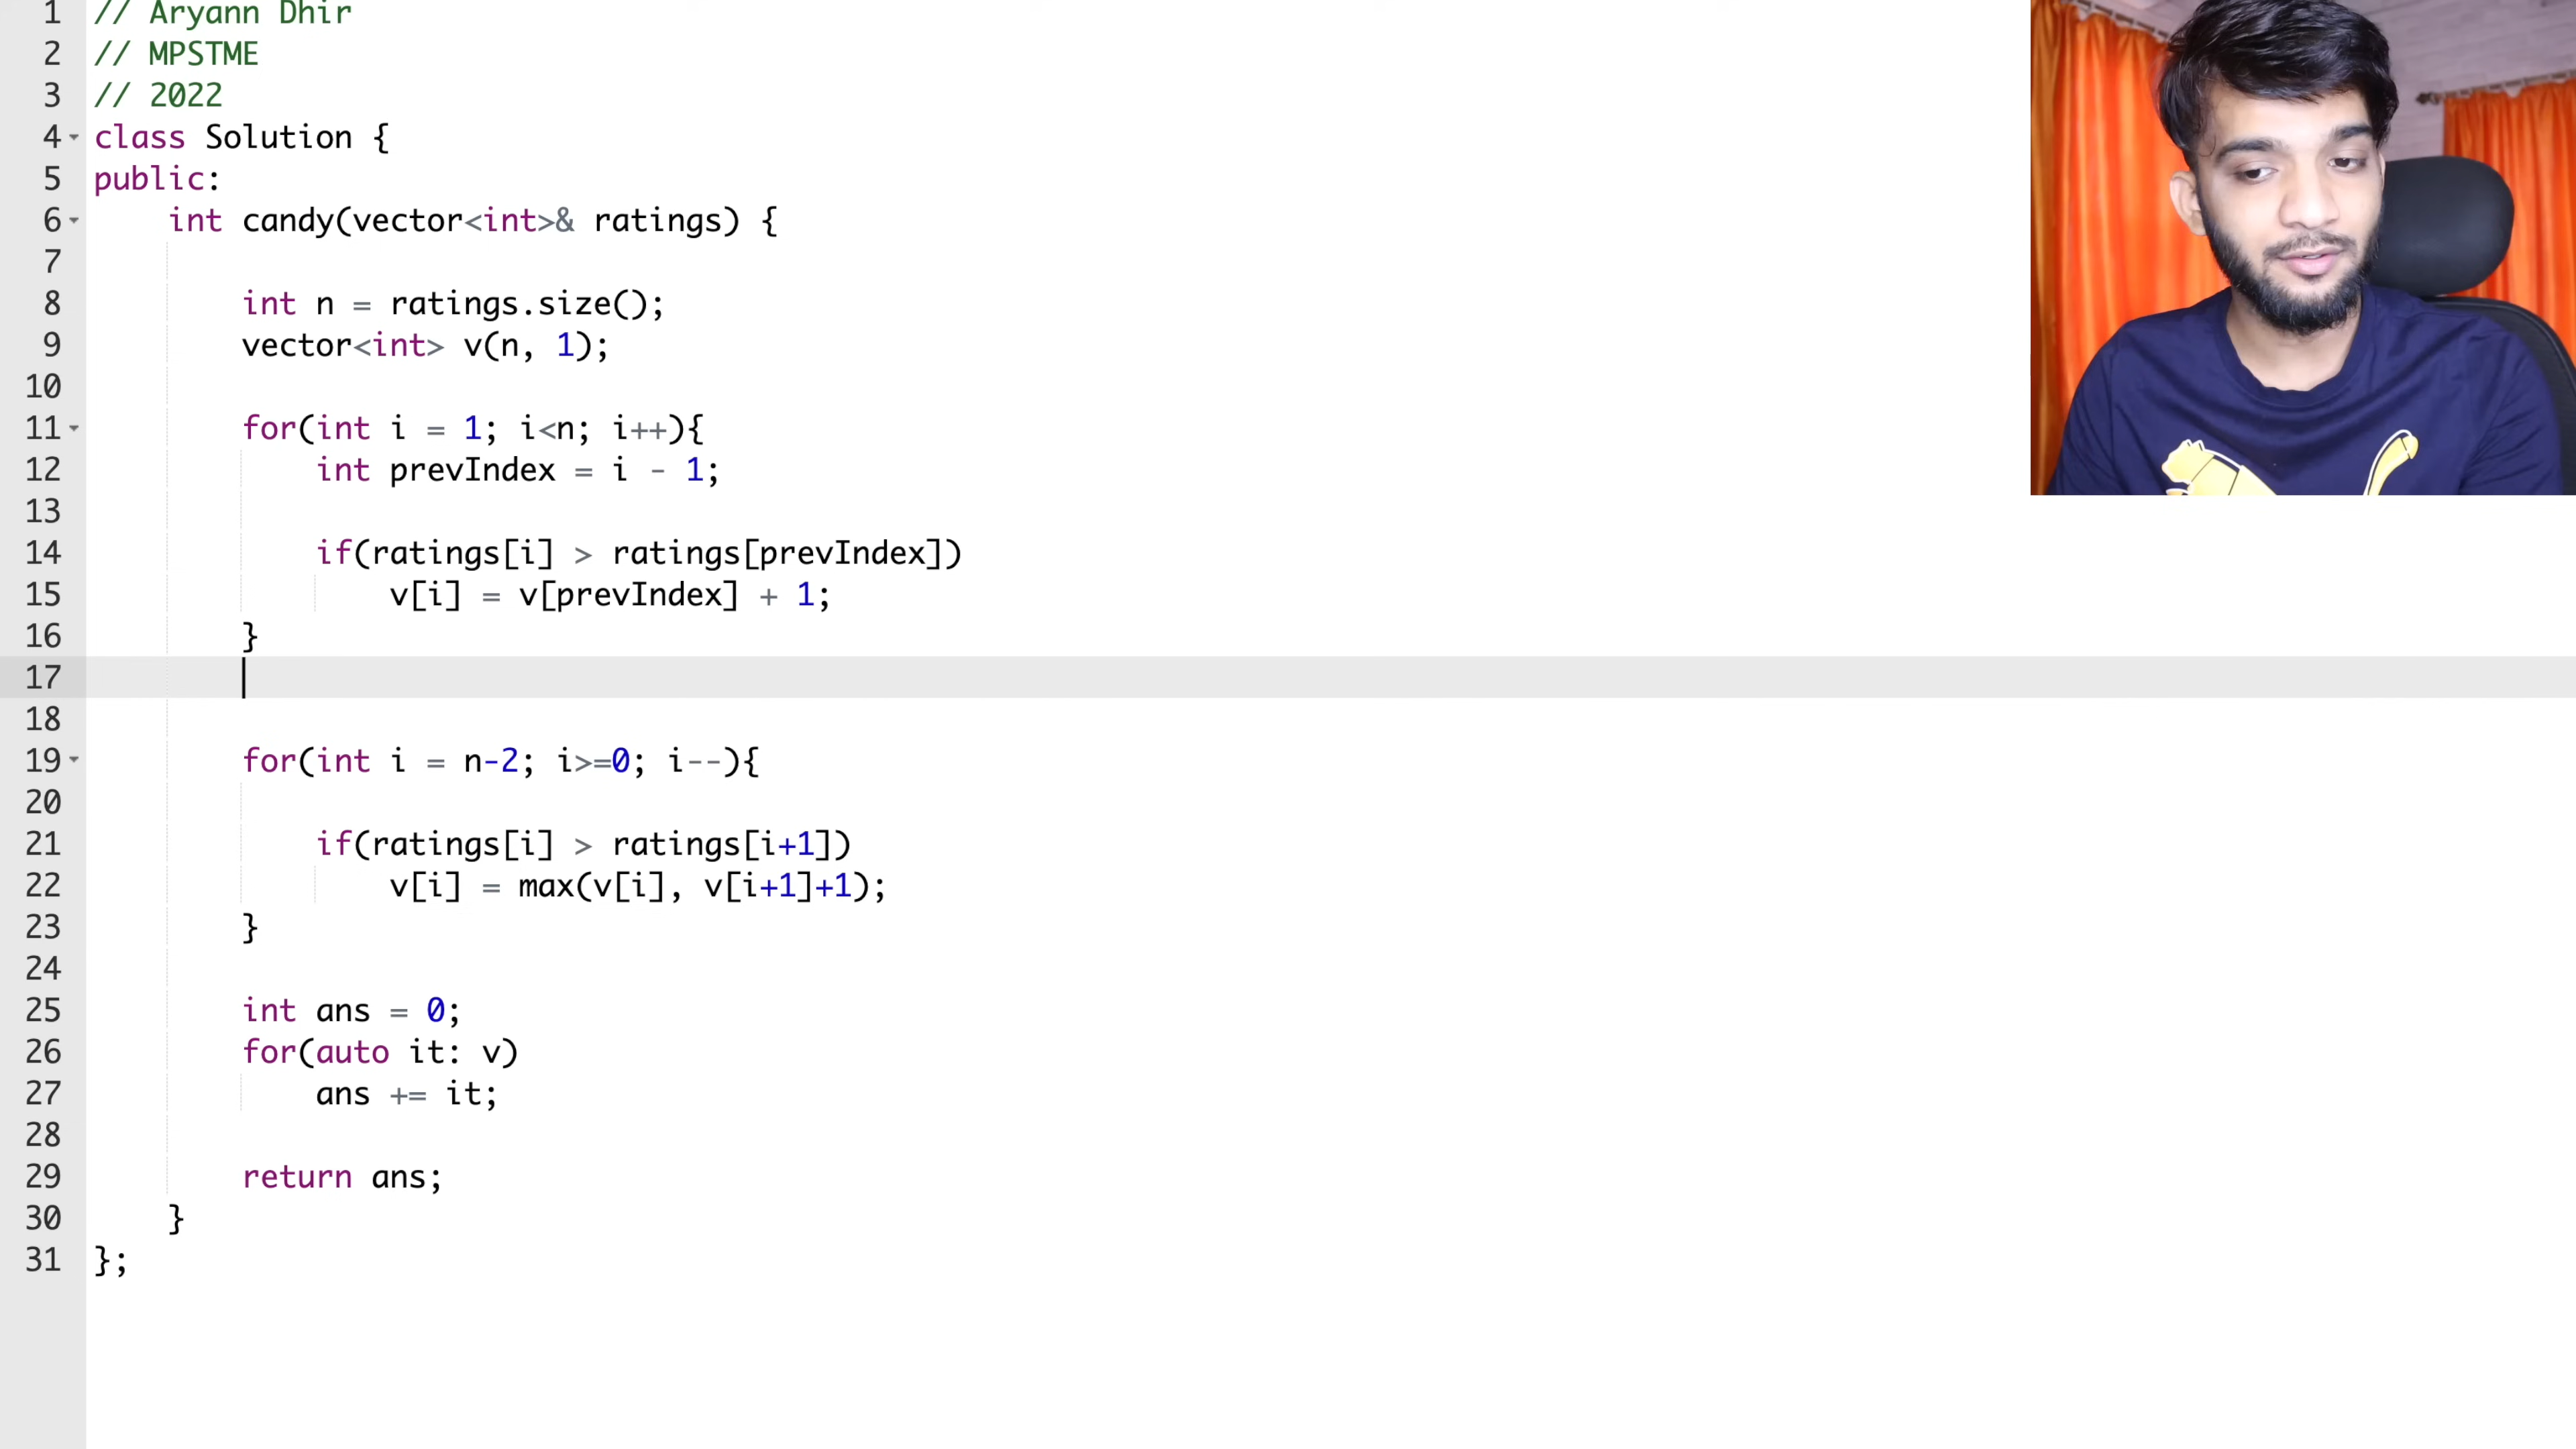 1 // Aryann Dhir
2 // MPSTME
3 // 2022
4 class Solution {
5 public:
6 int candy(vector<int>& ratings) {
7
8 int n = ratings.size();
9 vector<int> v(n, 1);
10
11 for(int i = 1; i<n; i++){
12 int prevIndex = i - 1;
13
14 if(ratings[i] > ratings[prevIndex])
15 v[i] = v[prevIndex] + 1;
16 }
17
18
19 for(int i = n-2; i>=0; i--){
20
21 if(ratings[i] > ratings[i+1])
22 v[i] = max(v[i], v[i+1]+1);
23 }
24
25 int ans = 0;
26 for(auto it: v)
27 ans += it;
28
29 return ans;
30 }
31 };